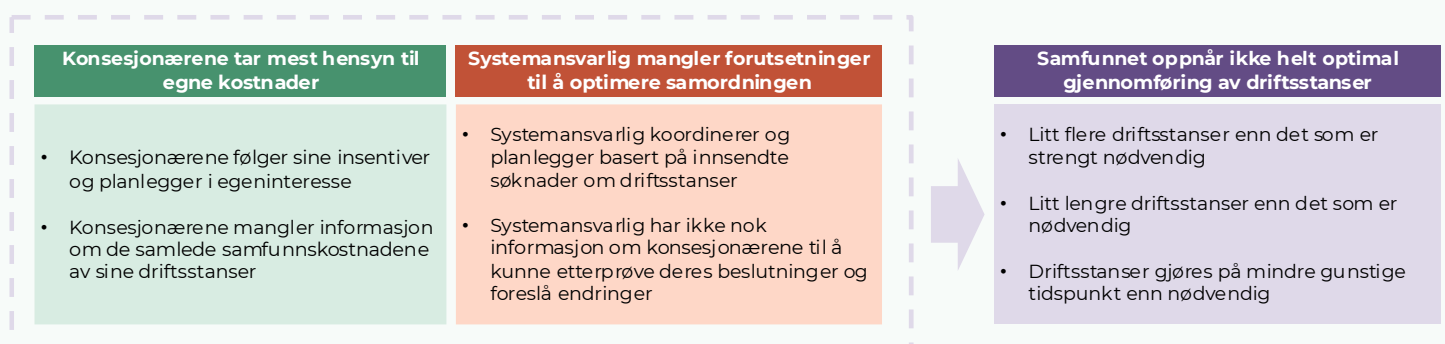 Konsesjonærene tar mest hensyn til
egne kostnader
• Konsesjonærene følger sine insentiver
og planlegger i egeninteresse
• Konsesjonærene mangler informasjon
om de samlede samfunnskostnadene
av sine driftsstanser
Systemansvarlig mangler forutsetninger
til å optimere samordningen
• Systemansvarlig koordinerer og
planlegger basert på innsendte
søknader om driftsstanser
• Systemansvarlig har ikke nok
informasjon om konsesjonærene til å
kunne etterprøve deres beslutninger og
foreslå endringer
Samfunnet oppnår ikke helt optimal
gjennomføring av driftsstanser
• Litt flere driftsstanser enn det som er
strengt nødvendig
• Litt lengre driftsstanser enn det som er
nødvendig
• Driftsstanser gjøres på mindre gunstige
tidspunkt enn nødvendig